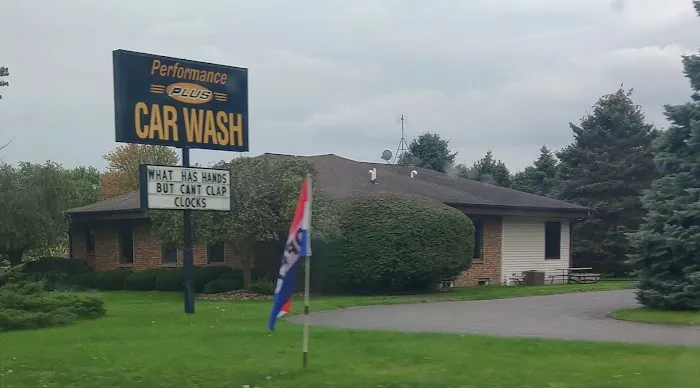 Performance
PLUS
CAR WASH
WHAT HAS HANDS
BUT CANT CLAP
CLOCKS